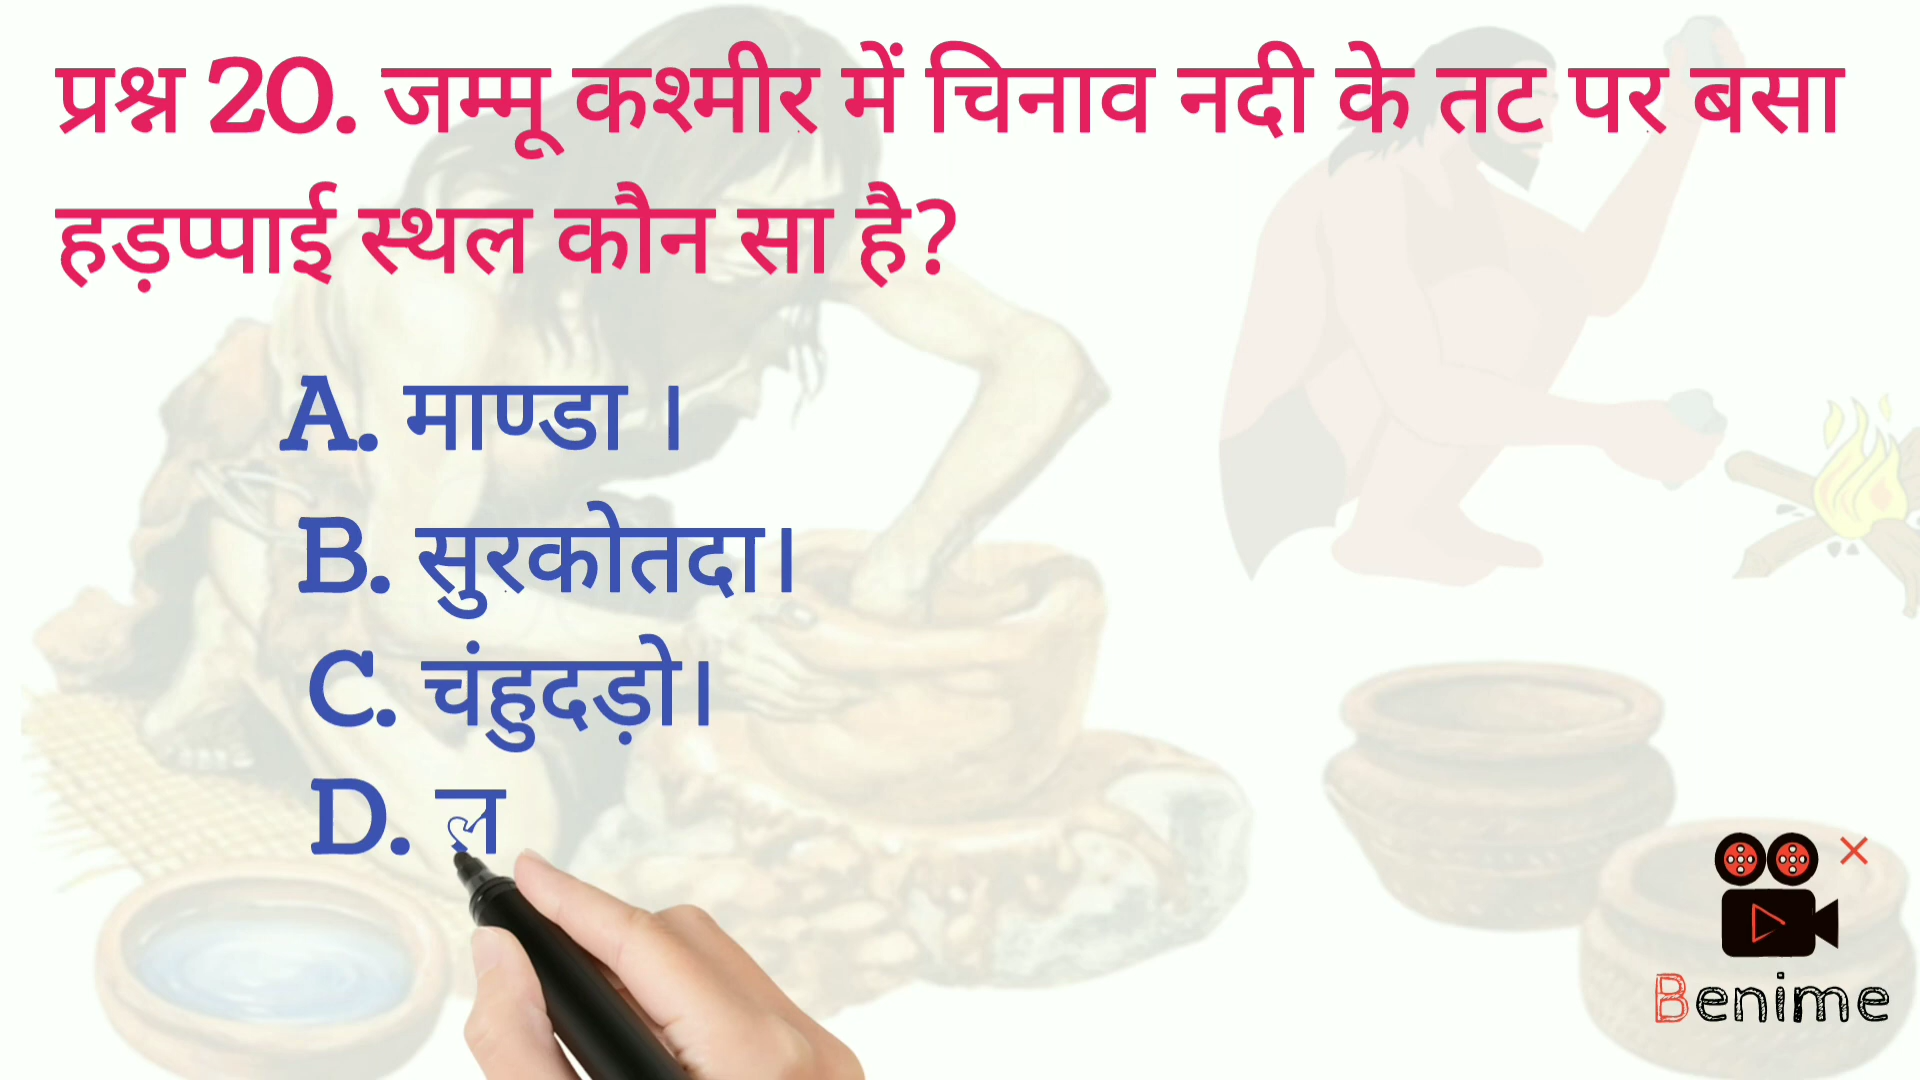 प्रश्न 20. जम्मू कश्मीर में चिनाव नदी के तट पर बसा
हड़प्पाई स्थल कौन सा है?
A. माण्डा ।
B. सुरकोतदा।
C. चंहुदड़ो।
D. ल
Benime